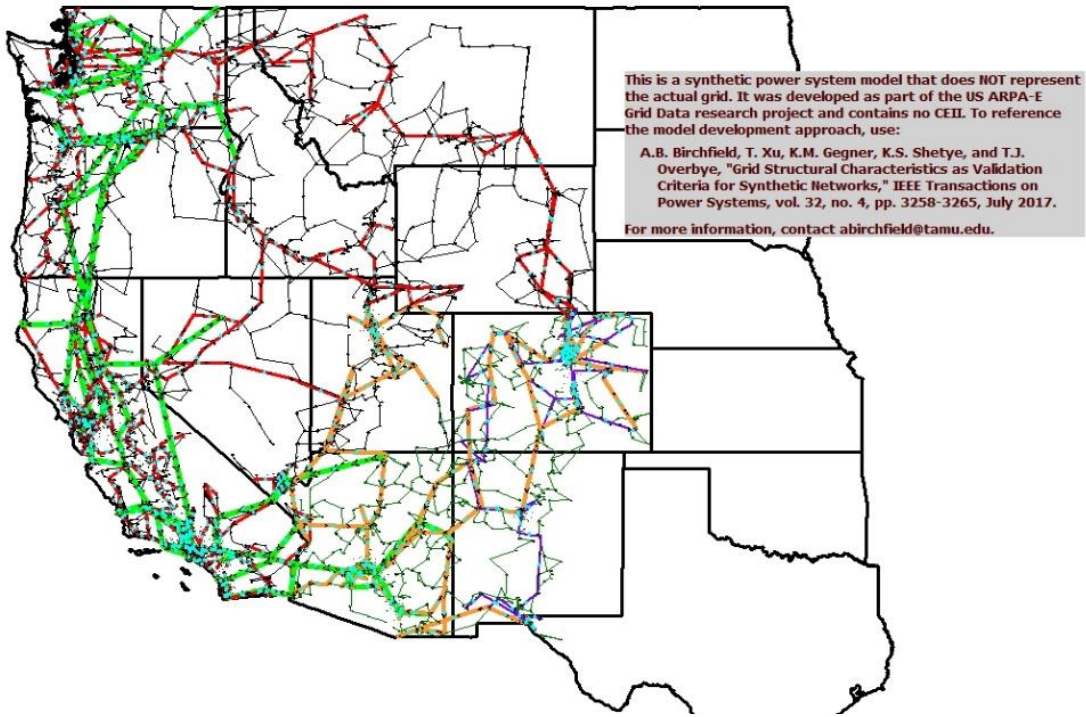 This is a synthetic power system model that does NOT represent
the actual grid. It was developed as part of the US ARPA-E
Grid Data research project and contains no CEII. To reference
the model development approach, use:
A.B. Birchfield, T. Xu, K.M. Gegner, K.S. Shetye, and T.J.
Overbye, "Grid Structural Characteristics as Validation
Criteria for Synthetic Networks," IEEE Transactions on
Power Systems, vol. 32, no. 4, pp. 3258-3265, July 2017.
For more information, contact abirchfield@tamu.edu.